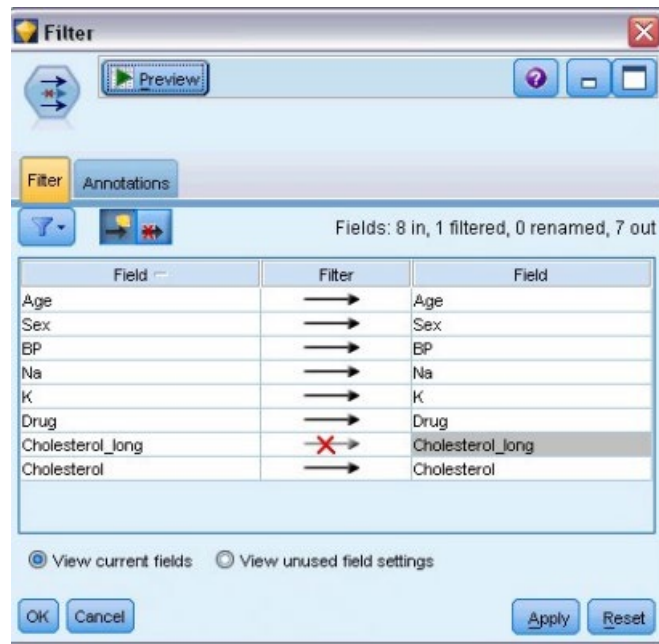 Filter
Preview
Filter Annotations
Fields: 8 in, 1 filtered, 0 renamed, 7 out
Field Filter Field
Age Age
Sex Sex
BP BP
Na Na
K K
Drug Drug
Cholesterol_long Cholesterol_long
Cholesterol Cholesterol
View current fields View unused field settings
OK Cancel Apply Reset